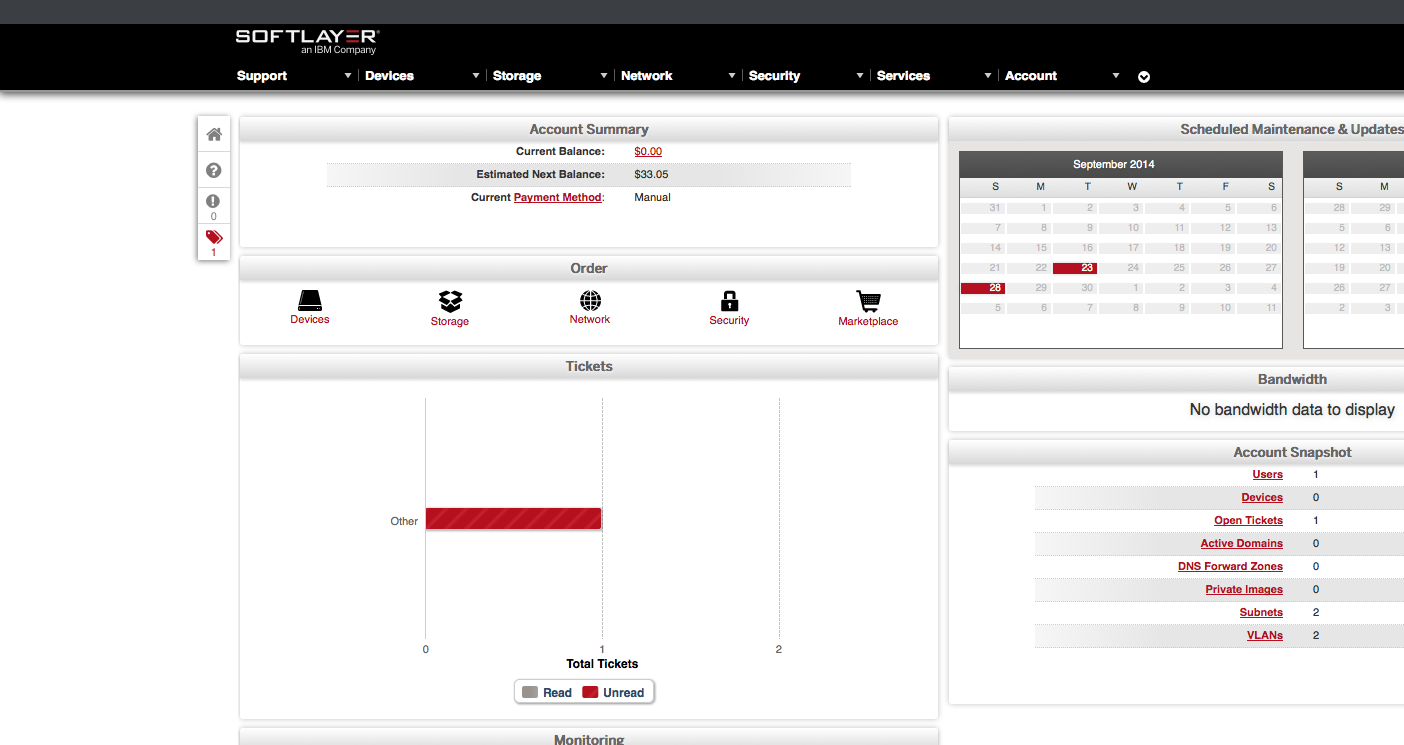 SOFTLAYER®
an IBM Company
Support Devices Storage Network Security Services Account
0
1
Account Summary
Current Balance: $0.00
Estimated Next Balance: $33.05
Current Payment Method: Manual
Order
Devices Storage Network Security Marketplace
Tickets
Other
0 1 2
Total Tickets
Read Unread
Monitoring
Scheduled Maintenance & Updates
September 2014
S M T W T F S
31 1 2 3 4 5 6
7 8 9 10 11 12 13
14 15 16 17 18 19 20
21 22 23 24 25 26 27
28 29 30 1 2 3 4
5 6 7 8 9 10 11
S M
28 29
5 6
12 13
19 20
26 27
2 3
Bandwidth
No bandwidth data to display
Account Snapshot
Users 1
Devices 0
Open Tickets 1
Active Domains 0
DNS Forward Zones 0
Private Images 0
Subnets 2
VLANs 2